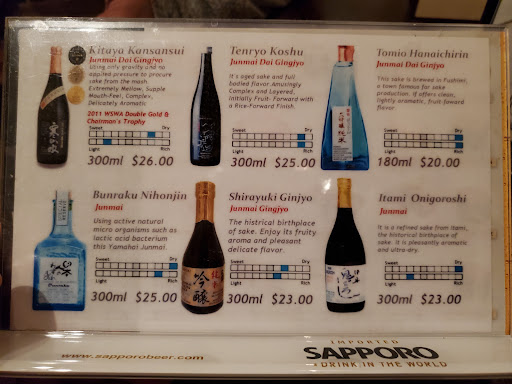 Kitaya Kansansui
Junmai Dai Gingjyo
Using only gravity and no
applied pressure to procure
sake from the mash.
Extremely Mellow, Supple
Mouth-Feel, Complex,
Delicately Aromatic
2011 WSWA Double Gold &
Chairman's Trophy
Sweet Dry
Light Rich
300ml $26.00
Tenryo Koshu
Junmai Dai Gingjyo
It's aged sake and full
bodied flavor Amusingly
Complex and Layered,
Initially Fruit-Forward with
a Rice-Forward Finish.
Sweet Dry
Light Rich
300ml $25.00
Tomio Hanaichirin
Junmai Dai Ginjyo
This sake is brewed in Fushimi,
a town famous for sake
production. It offers clean,
lightly aromatic, fruit foward
flavor.
Sweet Dry
Light Rich
180ml $20.00
Bunraku Nihonjin
Junmai
Using active natural
micro organisms such as
lactic acid bacterium
this Yamahai Junmai.
Sweet Dry
Light Rich
300ml $25.00
Shirayuki Ginjyo
Junmai Gingjyo
The histrical birthplace
of sake. Enjoy its fruity
aroma and pleasant
delicate flavor.
Sweet Dry
Light Rich
300ml $23.00
吟醸
Itami Onigoroshi
Junmai
It is a refined sake from Itami,
the historical birthplace of
sake. It is pleasantly aromatic
and ultra-dry.
Sweet Dry
Light Rich
300ml $23.00
www.sapporobeer.com
IMPORTED
SAPPORO
DRINK IN THE WORLD